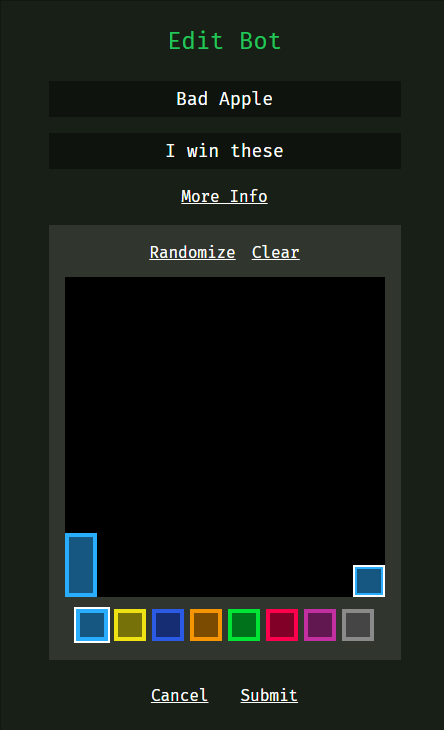 Edit Bot
Bad Apple
I win these
More Info
Randomize Clear
Cancel Submit